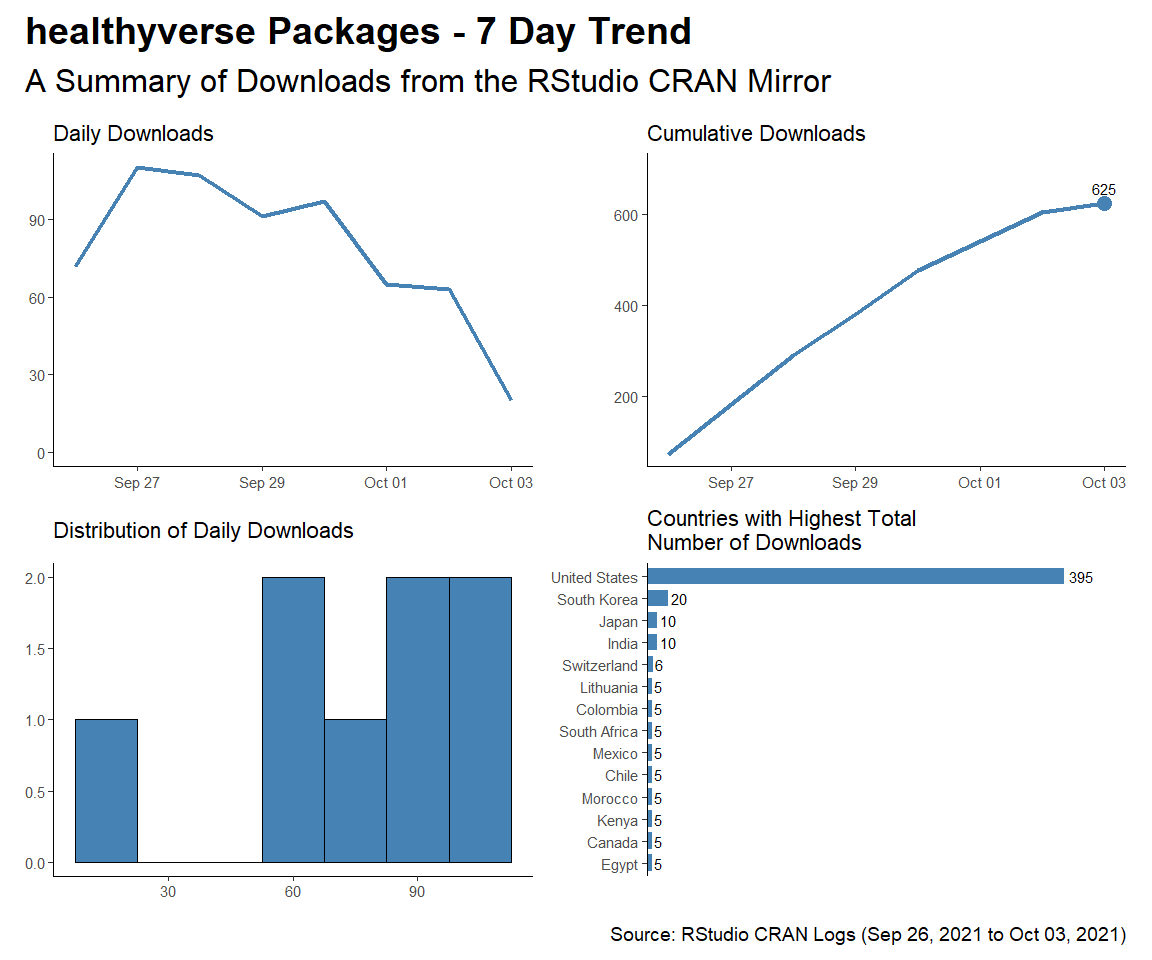 healthyverse Packages - 7 Day Trend
A Summary of Downloads from the RStudio CRAN Mirror
Daily Downloads
90
60
30
0
Sep 27 Sep 29 Oct 01 Oct 03
Cumulative Downloads
625
600
400
200
Sep 27 Sep 29 Oct 01 Oct 03
Distribution of Daily Downloads
2.0
1.5
1.0
0.5
0.0
30 60 90
Countries with Highest Total
Number of Downloads
United States 395
South Korea 20
Japan 10
India 10
Switzerland 6
Lithuania 5
Colombia 5
South Africa 5
Mexico 5
Chile 5
Morocco 5
Kenya 5
Canada 5
Egypt 5
Source: RStudio CRAN Logs (Sep 26, 2021 to Oct 03, 2021)